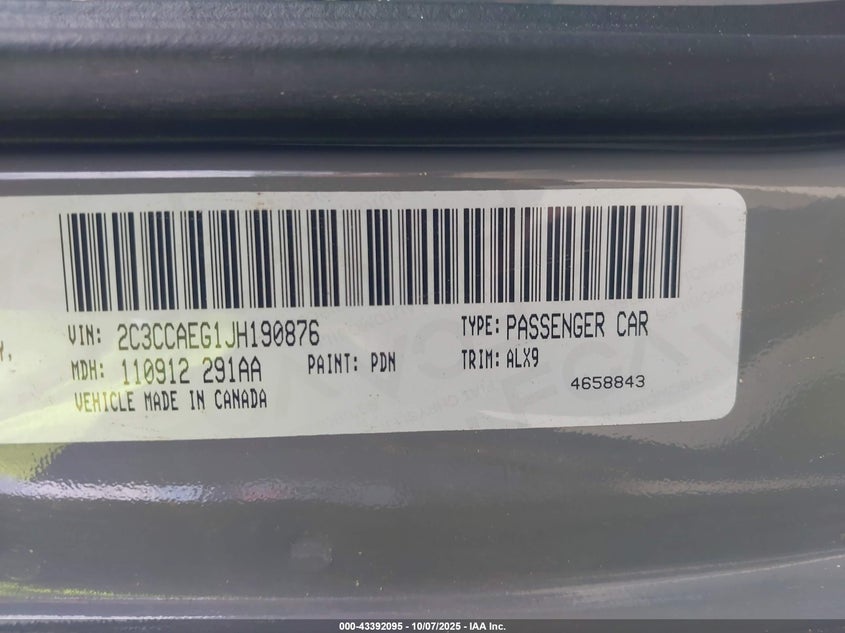 VIN: 2C3CCAEG1JH190876 TYPE: PASSENGER CAR
Y, MDH: 110912 291AA PAINT: PDN TRIM: ALX9
VEHICLE MADE IN CANADA 4658843
000-43392095 - 10/07/2025 - IAA Inc.